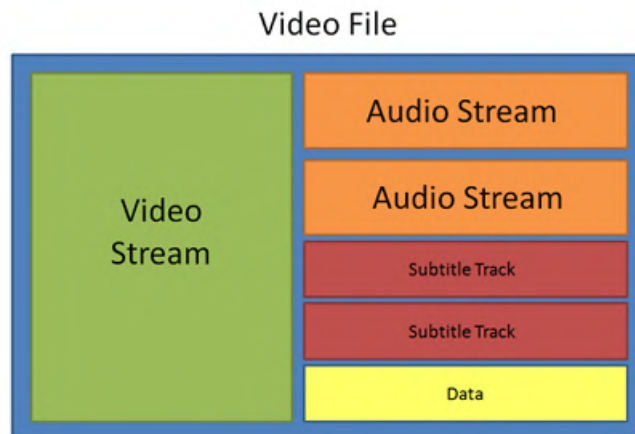 Video File
Video
Stream
Audio Stream
Audio Stream
Subtitle Track
Subtitle Track
Data